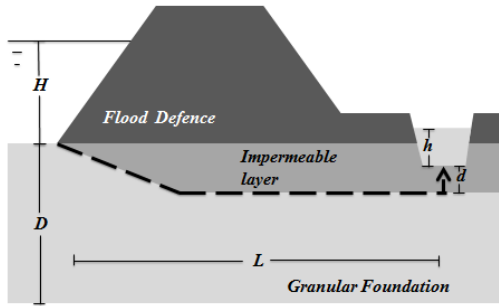 H
Flood Defence
h
Impermeable
layer
d
D
L
Granular Foundation